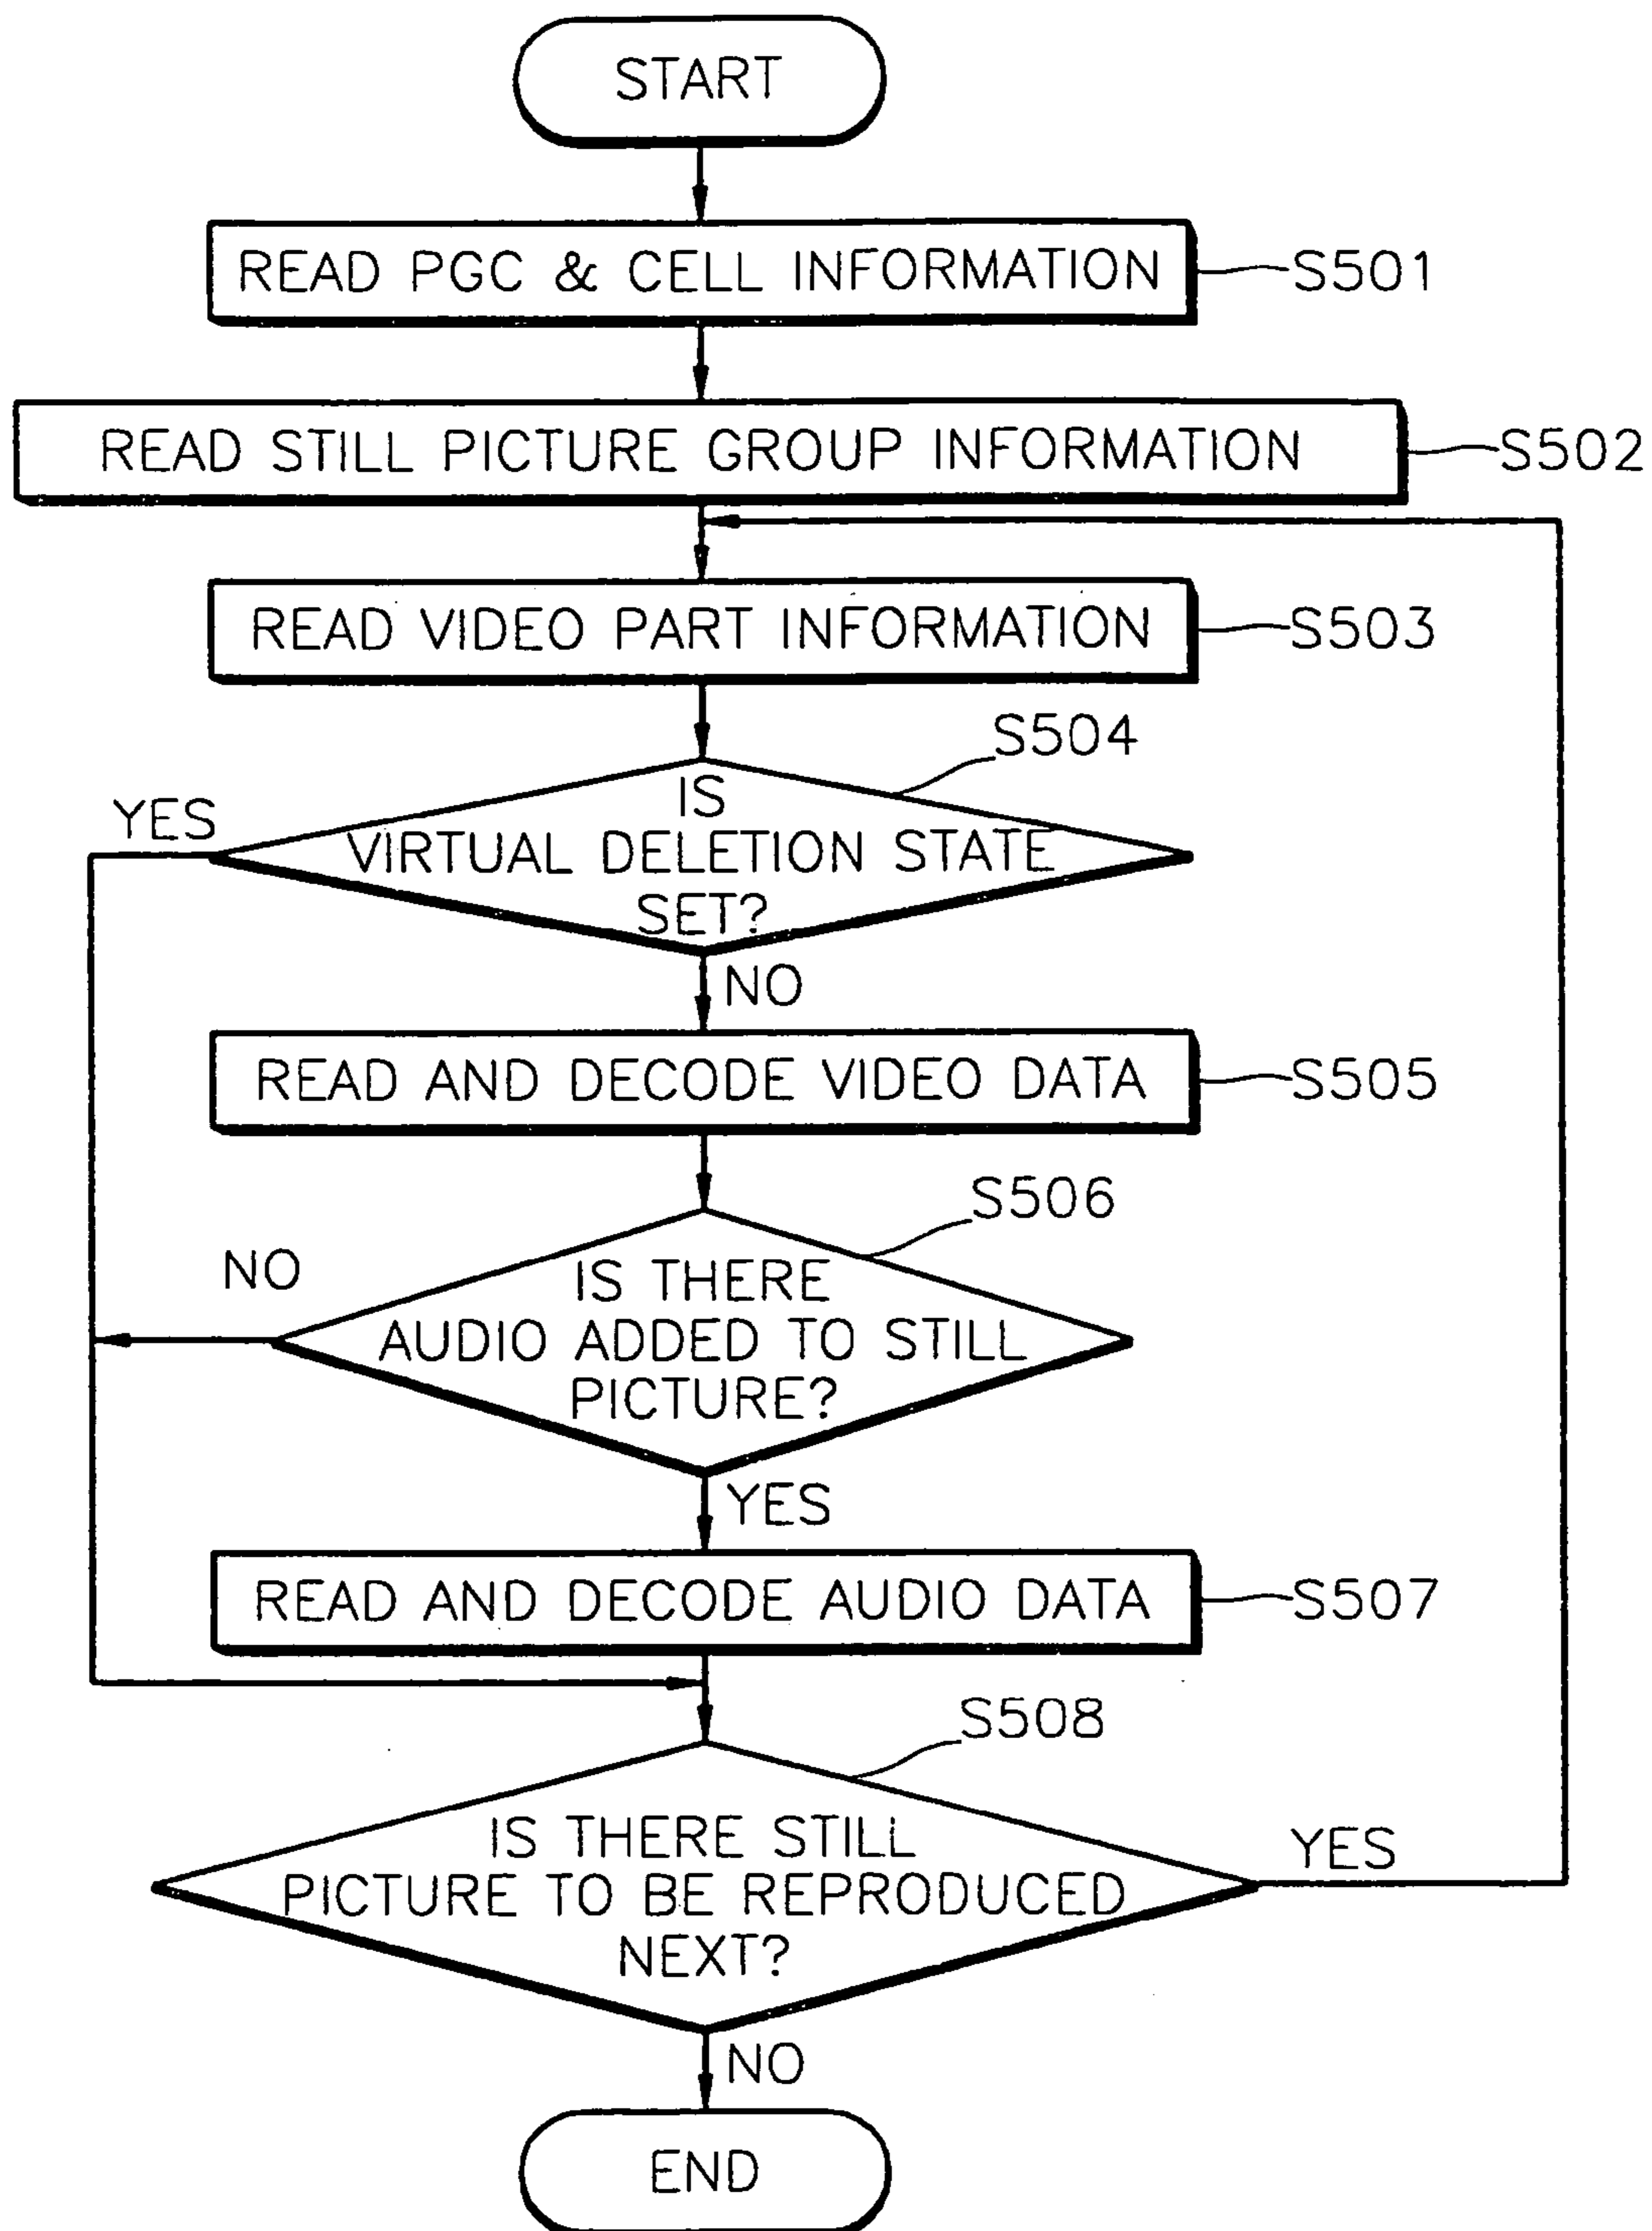 START
READ PGC & CELL INFORMATION
S501
READ STILL PICTURE GROUP INFORMATION
S502
READ VIDEO PART INFORMATION
S503
S504
IS
YES
VIRTUAL DELETION STATE
SET?
NO
READ AND DECODE VIDEO DATA
S505
S506
NO
IS THERE
AUDIO ADDED TO STILL
PICTURE?
YES
READ AND DECODE AUDIO DATA
S507
S508
IS THERE STILL
YES
PICTURE TO BE REPRODUCED
NEXT?
NO
END